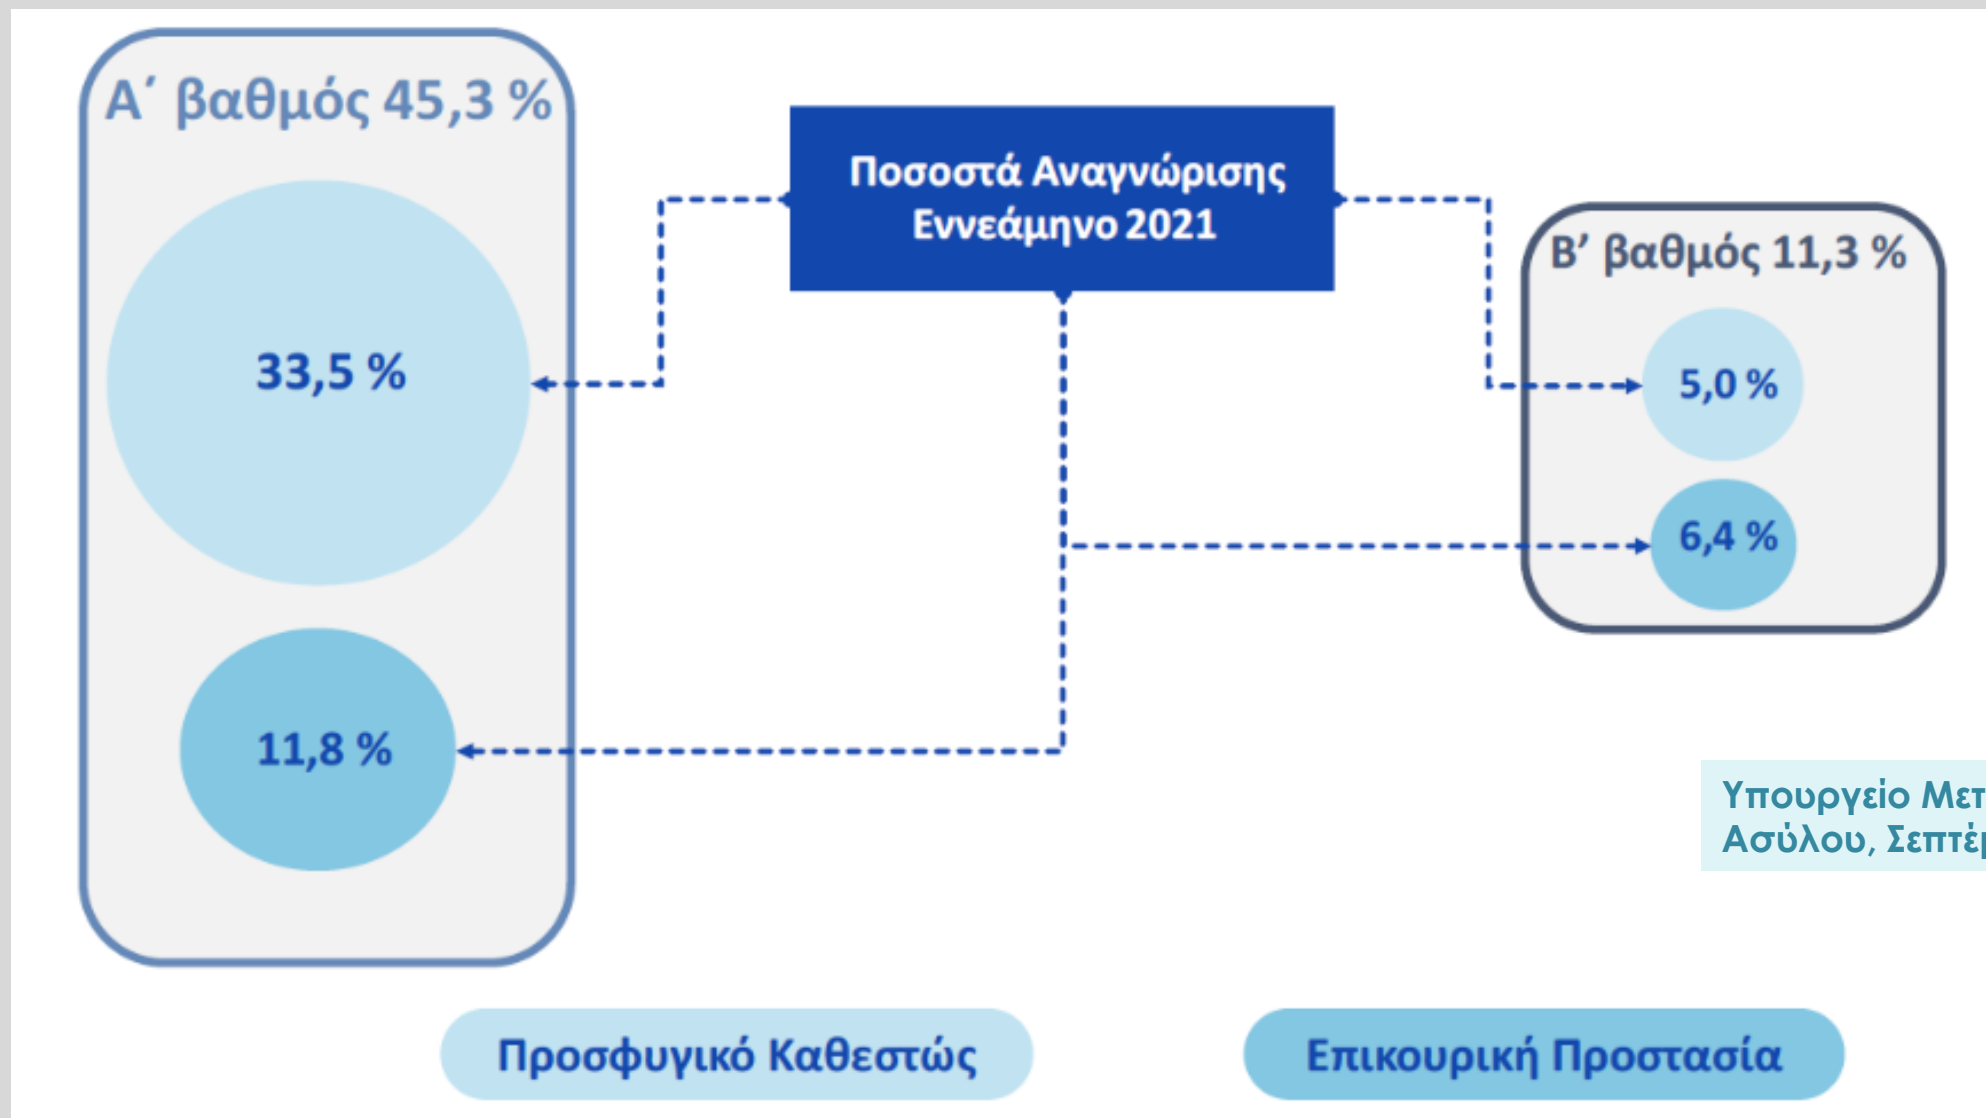 Α΄ βαθμός 45,3 %
33,5 %
11,8 %
Ποσοστά Αναγνώρισης
Εννεάμηνο 2021
Β’ βαθμός 11,3 %
5,0 %
6,4 %
Υπουργείο
Ασύλου,
Προσφυγικό Καθεστώς
Επικουρική Προστασία